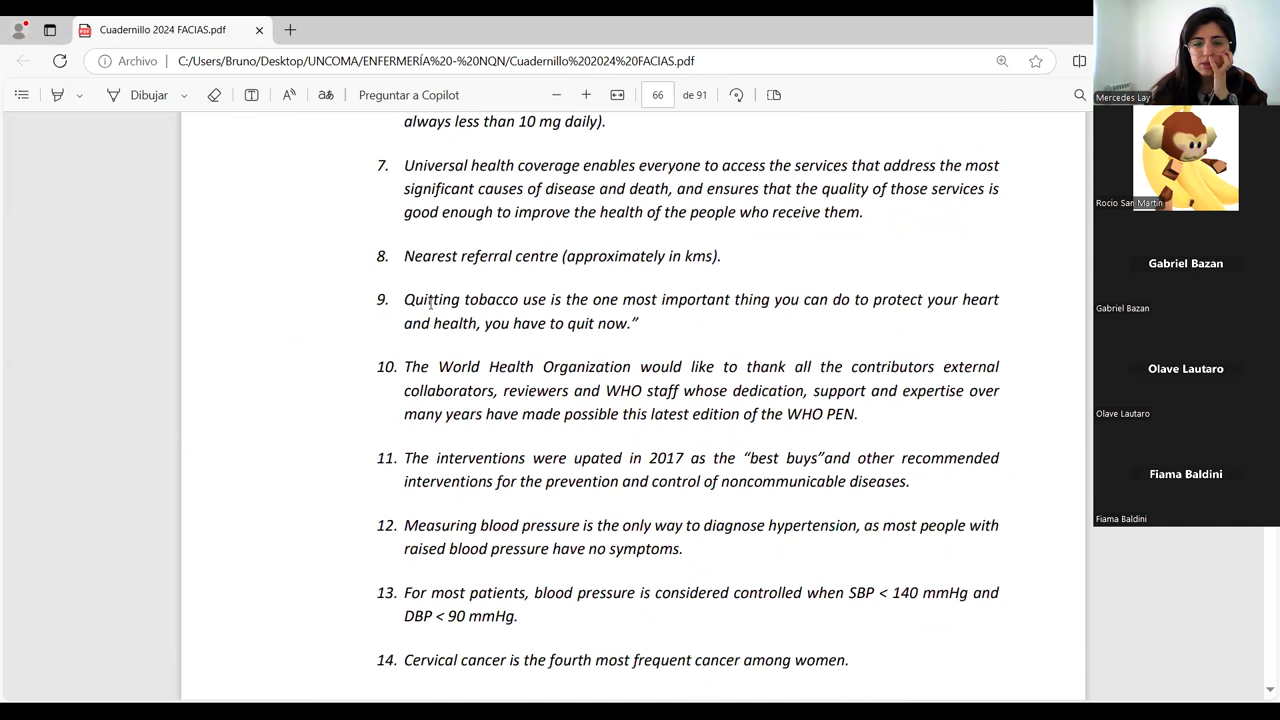 Cuadernillo 2024 FACIAS.pdf
Archivo
C:/Users/Bruno/Desktop/UNCOMA/ENFERMERÍA%20-%20NQN/Cuadernillo%202024%20FACIAS.pdf
Dibujar
Preguntar a Copilot
66
de 91
always less than 10 mg daily).
7. Universal health coverage enables everyone to access the services that address the most
significant causes of disease and death, and ensures that the quality of those services is
good enough to improve the health of the people who receive them.
8. Nearest referral centre (approximately in kms).
9. Quitting tobacco use is the one most important thing you can do to protect your heart
and health, you have to quit now.”
10. The World Health Organization would like to thank all the contributors external
collaborators, reviewers and WHO staff whose dedication, support and expertise over
many years have made possible this latest edition of the WHO PEN.
11. The interventions were upated in 2017 as the “best buys”and other recommended
interventions for the prevention and control of noncommunicable diseases.
12. Measuring blood pressure is the only way to diagnose hypertension, as most people with
raised blood pressure have no symptoms.
13. For most patients, blood pressure is considered controlled when SBP < 140 mmHg and
DBP < 90 mmHg.
14. Cervical cancer is the fourth most frequent cancer among women.
Mercedes Lay
Rocio San Martin
Gabriel Bazan
Gabriel Bazan
Olave Lautaro
Olave Lautaro
Fiama Baldini
Fiama Baldini